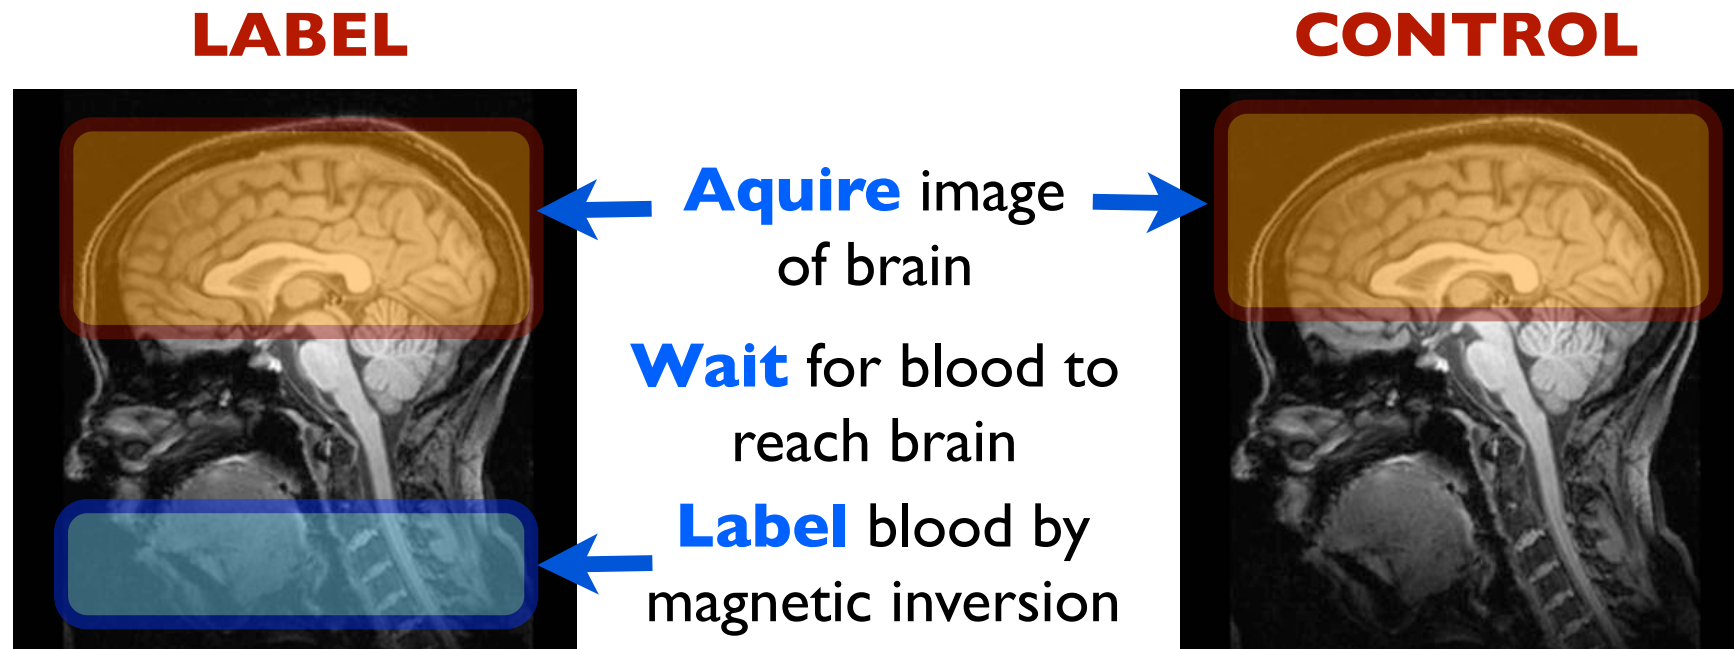 LABEL
CONTROL
Aquire image
of brain
Wait for blood to
reach brain
Label blood by
magnetic inversion